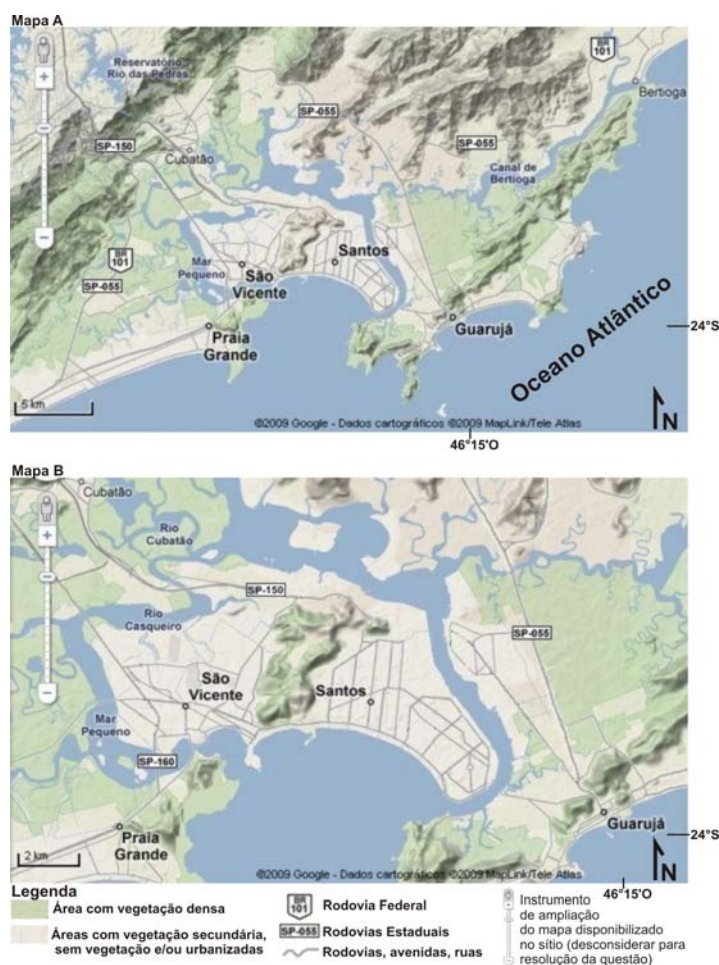 Mapa A
BR
101
Reservatório
Rio das Pedras
Bertioga
SP-055
SP-150
SP-055
Cubatão
Canal de
Bertioga
BR
101
Mar
Pequeno
Santos
SP-055
São
Vicente
Guarujá
Praia
Grande
Oceano Atlântico
24°S
5 km
N
©2009 Google - Dados cartográficos ©2009 MapLink/Tele Atlas
46°15'O
Mapa B
Cubatão
Rio
Cubatão
SP-150
Rio
Casqueiro
SP-055
São
Vicente
Santos
Mar
Pequeno
SP-160
Guarujá
Praia
Grande
24°S
2 km
N
©2009 Google - Dados cartográficos ©2009 MapLink/Tele Atlas
46°15'O
Legenda
Área com vegetação densa
Áreas com vegetação secundária,
sem vegetação e/ou urbanizadas
BR
101
Rodovia Federal
SP-055
Rodovias Estaduais
Rodovias, avenidas, ruas
Instrumento
de ampliação
do mapa disponibilizado
no sítio (desconsiderar para
resolução da questão)